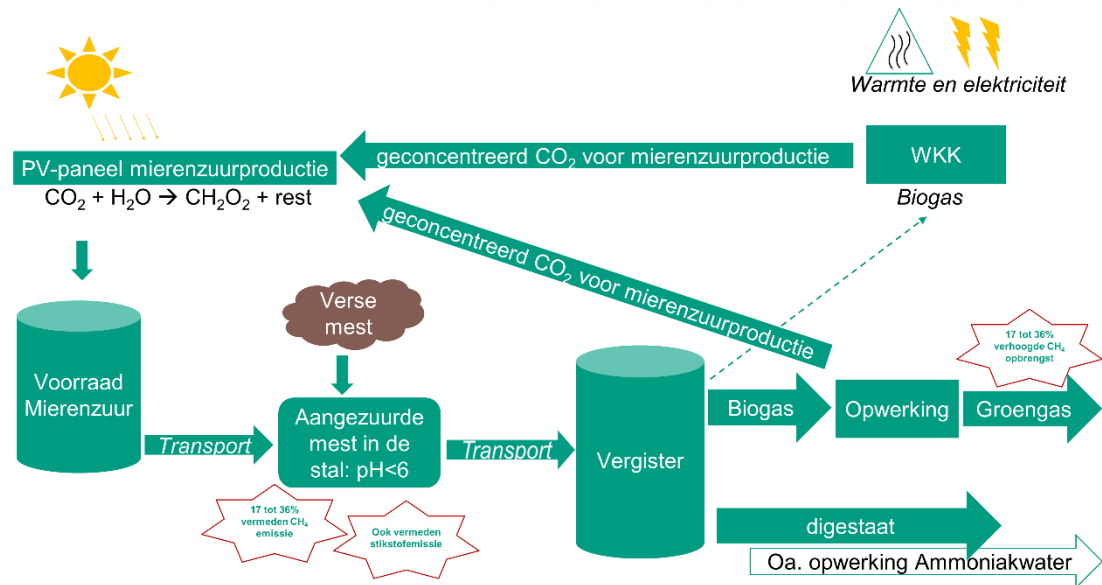 Warmte en elektriciteit
PV-paneel mierenzuurproductie
CO₂ + H₂O → CH₂O₂ + rest
geconcentreerd CO₂ voor mierenzuurproductie
WKK
Biogas
geconcentreerd CO₂ voor mierenzuurproductie
Verse
mest
17 tot 36%
verhoogde CH₄
opbrengst
Voorraad
Mierenzuur
Transport
Aangezuurde
mest in de
stal: pH<6
Transport
Vergister
Biogas
Opwerking
Groengas
17 tot 36%
vermeden CH₄
emissie
Ook vermeden
stikstofemissie
digestaat
Oa. opwerking Ammoniakwater